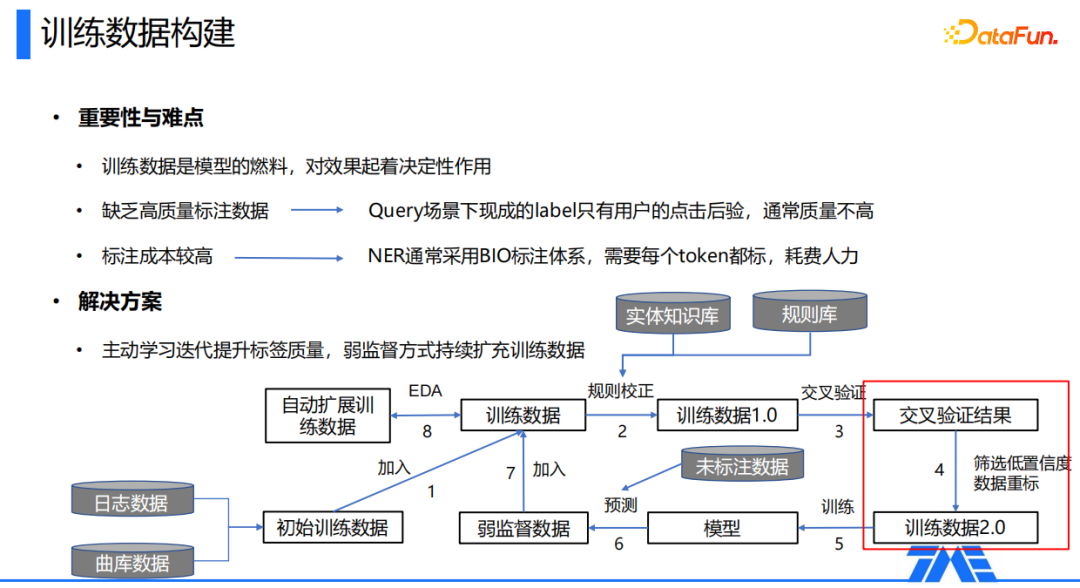 训练数据构建
DataFun.
• 重要性与难点
• 训练数据是模型的燃料，对效果起着决定性作用
• 缺乏高质量标注数据 Query场景下现成的label只有用户的点击后验，通常质量不高
• 标注成本较高 NER通常采用BIO标注体系，需要每个token都标，耗费人力
• 解决方案
实体知识库 规则库
• 主动学习迭代提升标签质量，弱监督方式持续扩充训练数据
EDA 规则校正 交叉验证
自动扩展训
练数据
训练数据 训练数据1.0 交叉验证结果
8 2 3
未标注数据
加入 7 加入 4 筛选低置信度
数据重标
1
日志数据
预测 训练
初始训练数据 弱监督数据 模型 训练数据2.0
6 5
曲库数据
TME